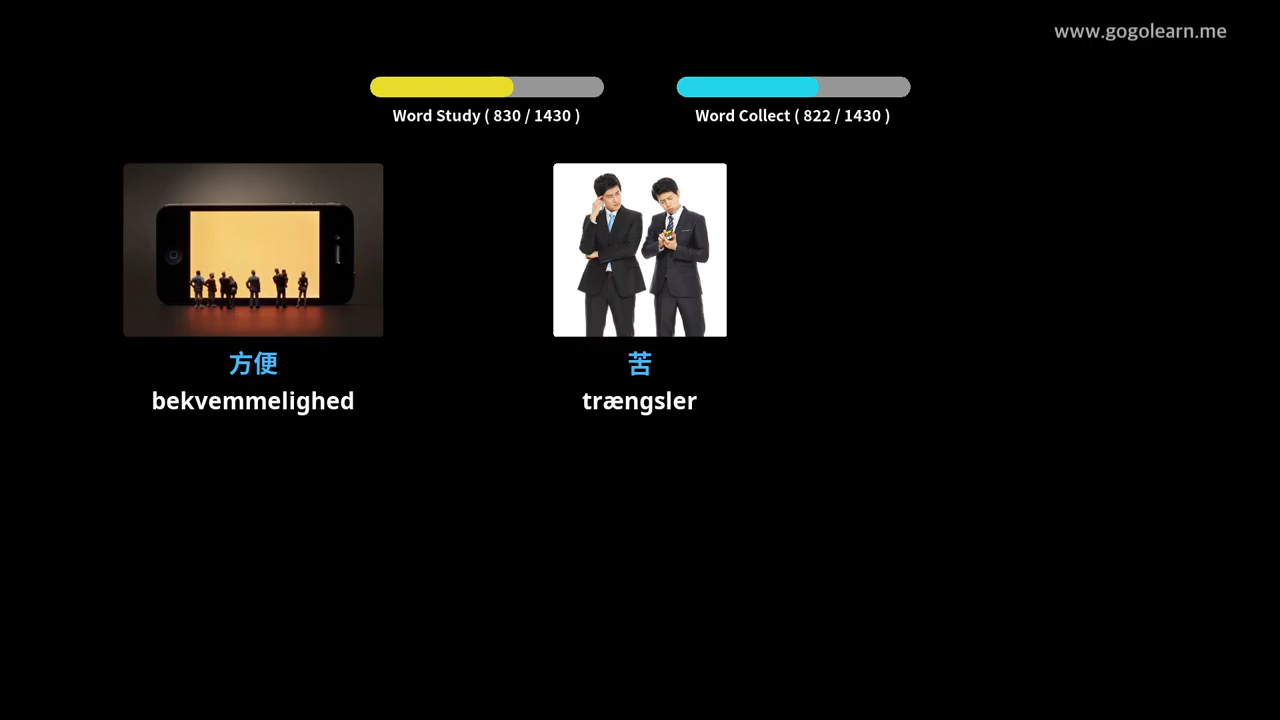 www.gogolearn.me
Word Study ( 830 / 1430 )
Word Collect ( 822 / 1430 )
方便
bekvemmelighed
苦
trængsler